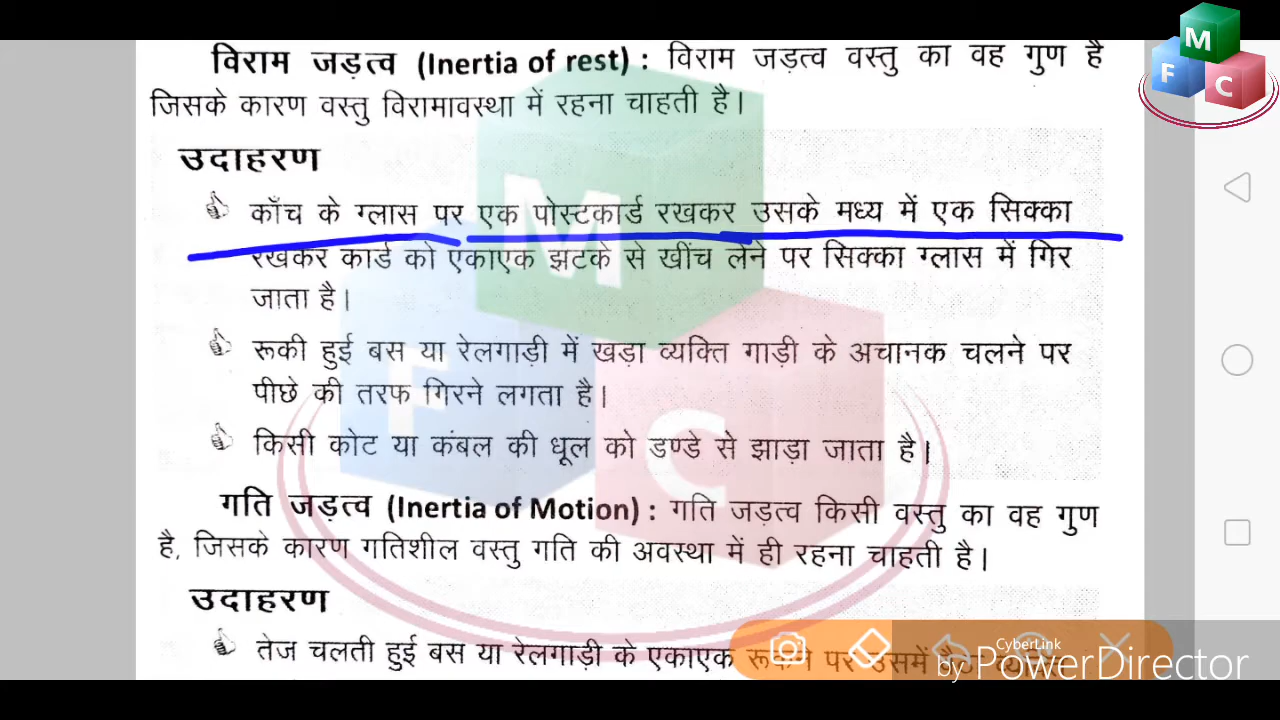 विराम जड़त्व (Inertia of rest) : विराम जड़त्व वस्तु का वह गुण है
जिसके कारण वस्तु विरामावस्था में रहना चाहती है।
उदाहरण
काँच के ग्लास पर एक पोस्टकार्ड रखकर उसके मध्य में एक सिक्का
रखकर कार्ड को एकाएक झटके से खींच लेने पर सिक्का ग्लास में गिर
जाता है।
रूकी हुई बस या रेलगाड़ी में खड़ा व्यक्ति गाड़ी के अचानक चलने पर
पीछे की तरफ गिरने लगता है।
किसी कोट या कंबल की धूल को डण्डे से झाड़ा जाता है।
गति जड़त्व (Inertia of Motion) : गति जड़त्व किसी वस्तु का वह गुण
है, जिसके कारण गतिशील वस्तु गति की अवस्था में ही रहना चाहती है।
उदाहरण
तेज चलती हुई बस या रेलगाड़ी के एकाएक रूकने पर उसमें
M
F
C
M
F
C
CyberLink
by PowerDirector